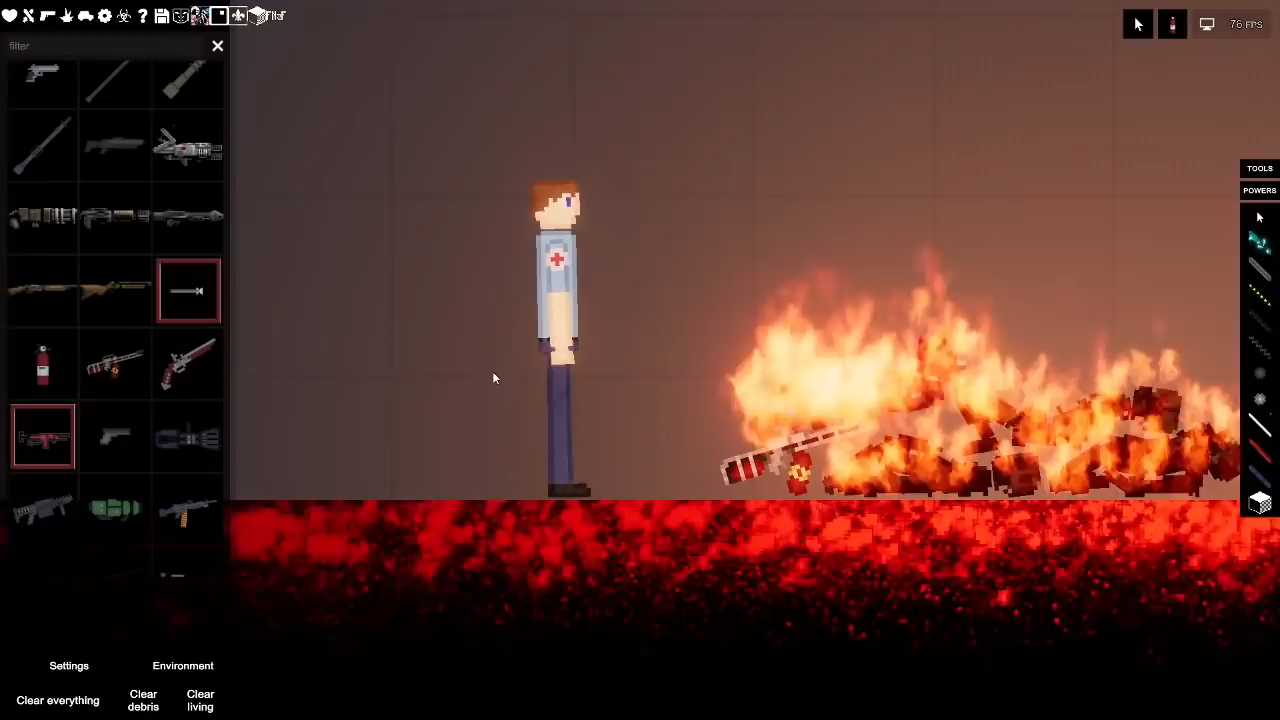 76 FPS
filter
TOOLS
POWERS
Settings
Environment
Clear everything
Clear
debris
Clear
living